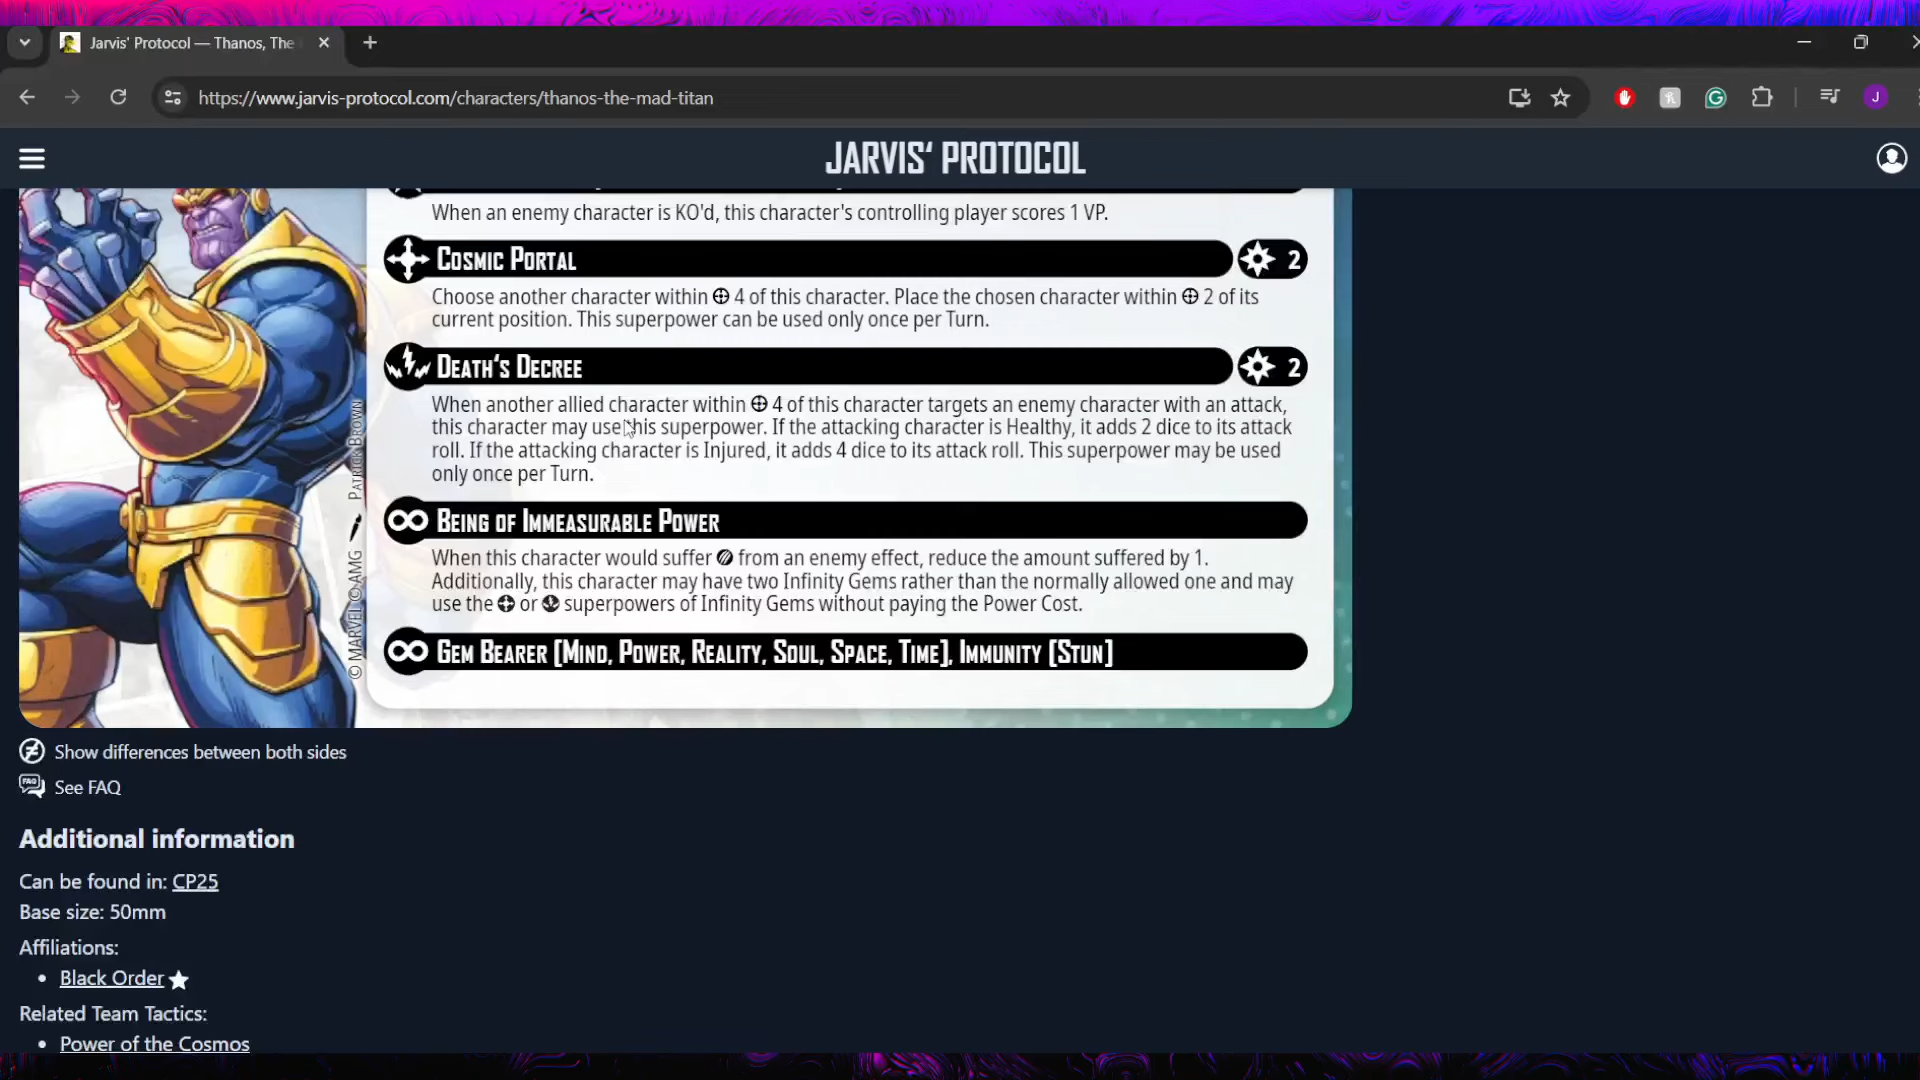 Jarvis' Protocol — Thanos, The
https://www.jarvis-protocol.com/characters/thanos-the-mad-titan
J
JARVIS' PROTOCOL
When an enemy character is KO'd, this character's controlling player scores 1 VP.
COSMIC PORTAL 2
Choose another character within 4 of this character. Place the chosen character within 2 of its
current position. This superpower can be used only once per Turn.
DEATH'S DECREE 2
When another allied character within 4 of this character targets an enemy character with an attack,
this character may use this superpower. If the attacking character is Healthy, it adds 2 dice to its attack
roll. If the attacking character is Injured, it adds 4 dice to its attack roll. This superpower may be used
only once per Turn.
BEING OF IMMEASURABLE POWER
When this character would suffer from an enemy effect, reduce the amount suffered by 1.
Additionally, this character may have two Infinity Gems rather than the normally allowed one and may
use the or superpowers of Infinity Gems without paying the Power Cost.
GEM BEARER [MIND, POWER, REALITY, SOUL, SPACE, TIME], IMMUNITY [STUN]
© MARVEL © AMG PATRICK BROWN
Show differences between both sides
FAQ See FAQ
Additional information
Can be found in: CP25
Base size: 50mm
Affiliations:
• Black Order
Related Team Tactics:
• Power of the Cosmos